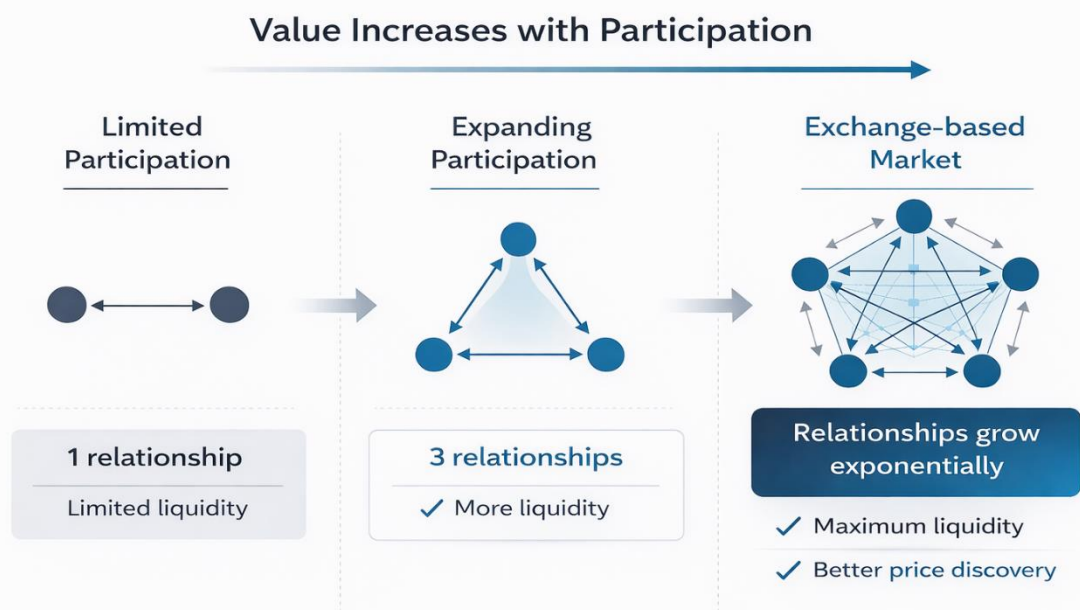 Value Increases with Participation
Limited
Participation
Expanding
Participation
Exchange-based
Market
1 relationship
Limited liquidity
3 relationships
More liquidity
Relationships grow
exponentially
Maximum liquidity
Better price discovery